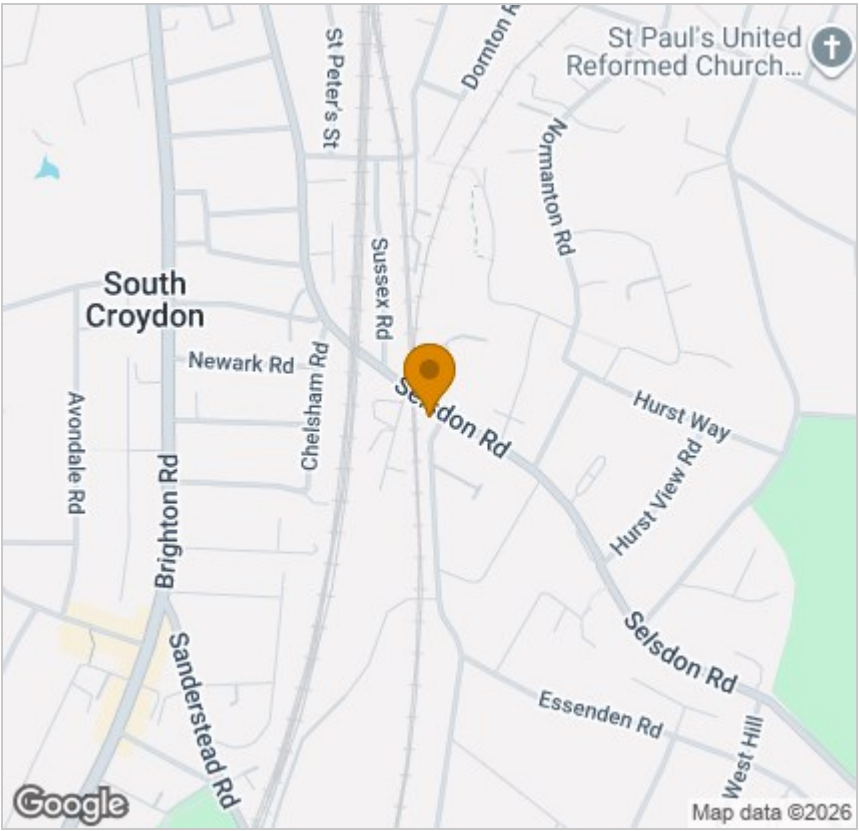 Dornton R
St Paul's United
Reformed Church...
St Peter's St
Normanton Rd
Sussex Rd
South
Croydon
Newark Rd
Chelsham Rd
Selsdon Rd
Hurst Way
Avondale Rd
Hurst View Rd
Brighton Rd
Selsdon Rd
Sanderstead Rd
Essenden Rd
West Hill
Google
Map data ©2026